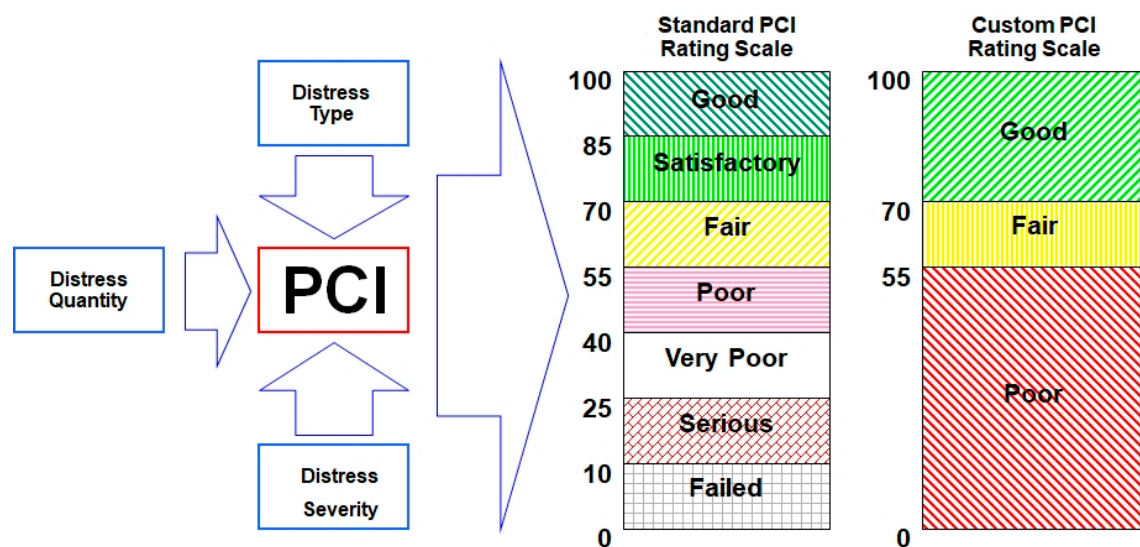 Distress
Type
Distress
Quantity
PCI
Distress
Severity
Standard PCI
Rating Scale
100
Good
85
Satisfactory
70
Fair
55
Poor
40
Very Poor
25
Serious
10
Failed
0
Custom PCI
Rating Scale
100
Good
70
Fair
55
Poor
0